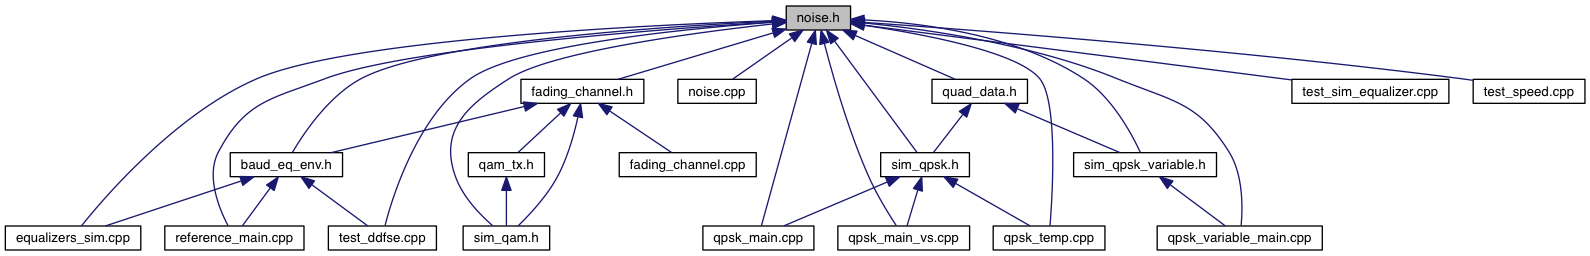 noise.h
fading_channel.h
noise.cpp
quad_data.h
test_sim_equalizer.cpp
test_speed.cpp
baud_eq_env.h
qam_tx.h
fading_channel.cpp
sim_qpsk.h
sim_qpsk_variable.h
equalizers_sim.cpp
reference_main.cpp
test_ddfse.cpp
sim_qam.h
qpsk_main.cpp
qpsk_main_vs.cpp
qpsk_temp.cpp
qpsk_variable_main.cpp